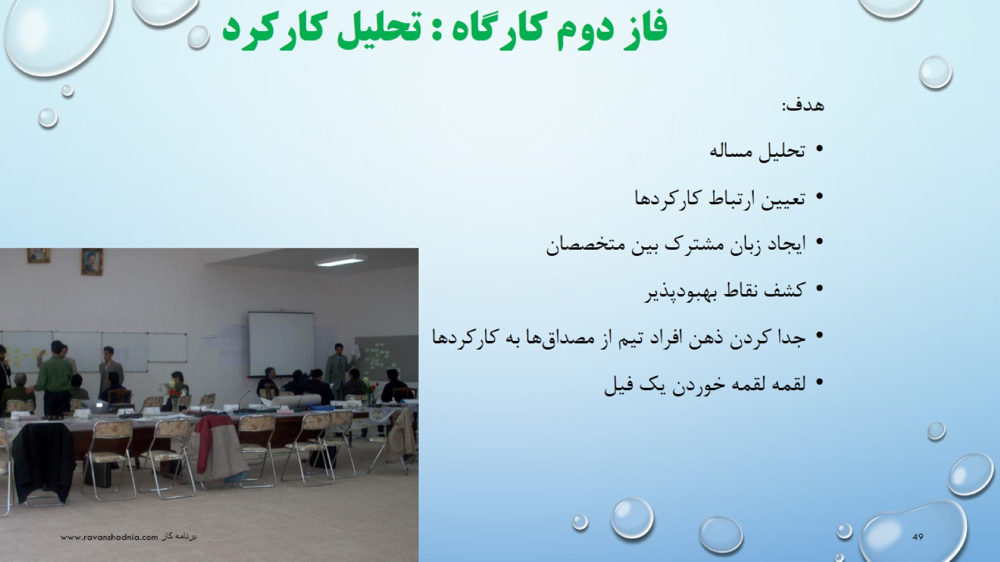 فاز دوم کارگاه : تحلیل کارکرد
هدف:
• تحلیل مساله
• تعیین ارتباط کارکردها
• ایجاد زبان مشترک بین متخصصان
• کشف نقاط بهبودپذیر
• جدا کردن ذهن افراد تیم از مصداق‌ها به کارکردها
• لقمه لقمه خوردن یک فیل
برنامه کار www.ravanshadnia.com
49